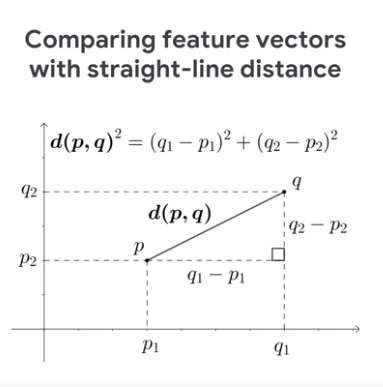 Comparing feature vectors
with straight-line distance
d(p, q)² = (q₁ − p₁)² + (q₂ − p₂)²
q
q₂
d(p, q)
q₂ − p₂
p
p₂
q₁ − p₁
p₁
q₁